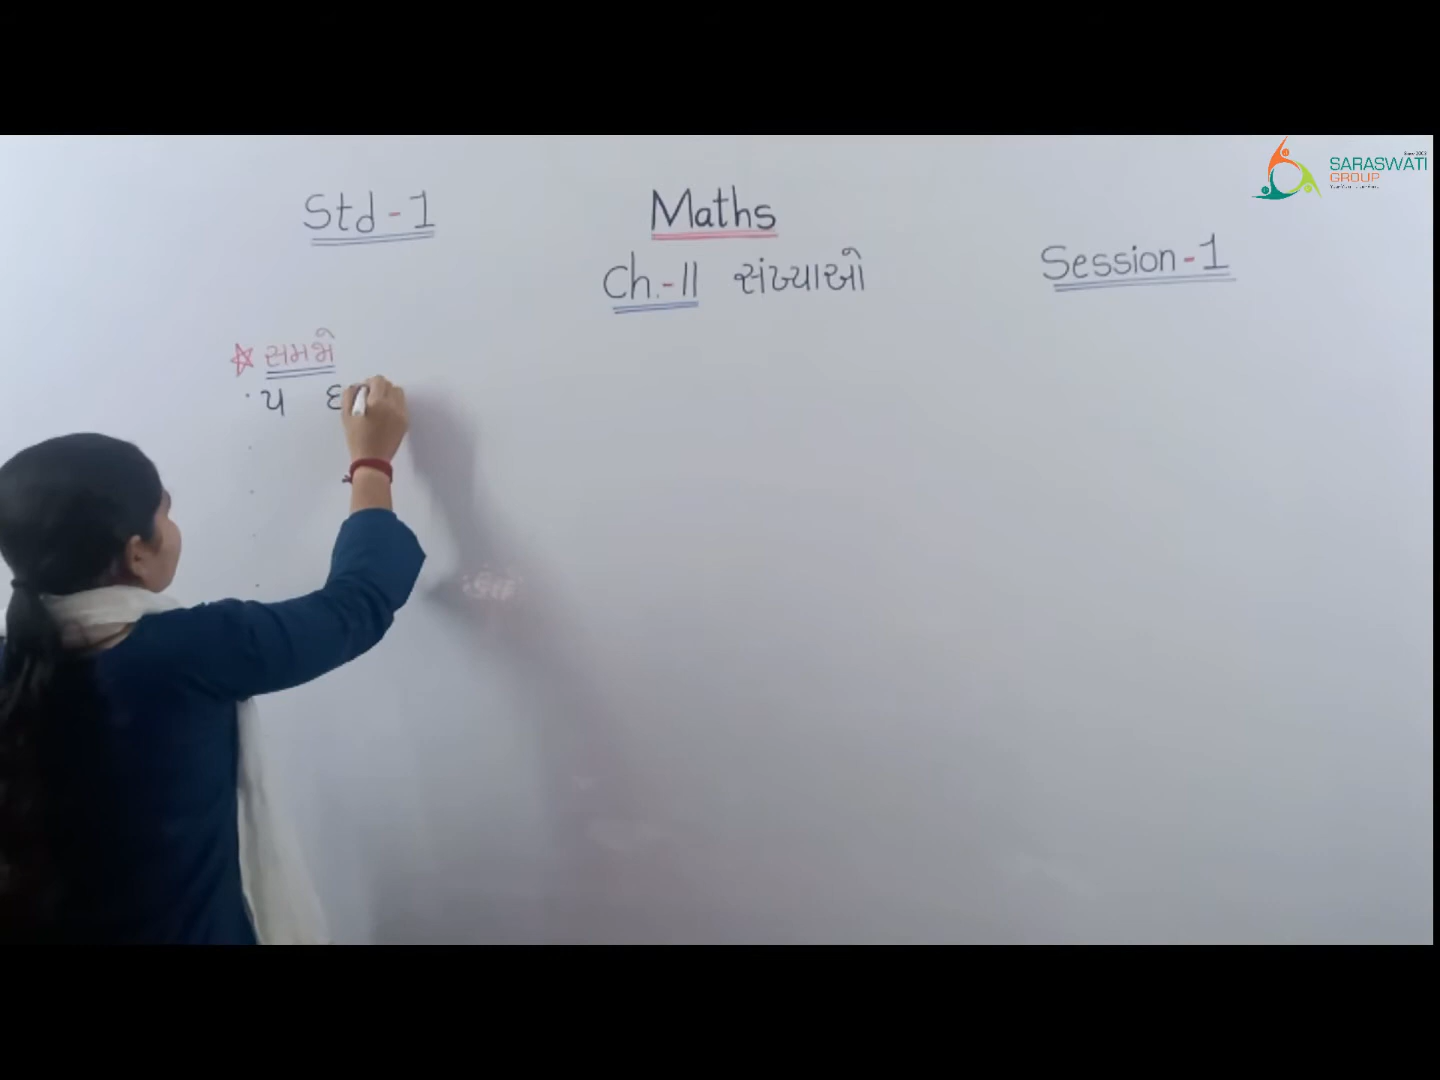 SARASWATI
GROUP
Std-1
Maths
Ch.-11 સંખ્યાઓ
Session-1
☆ સમજો
· ૫ દ